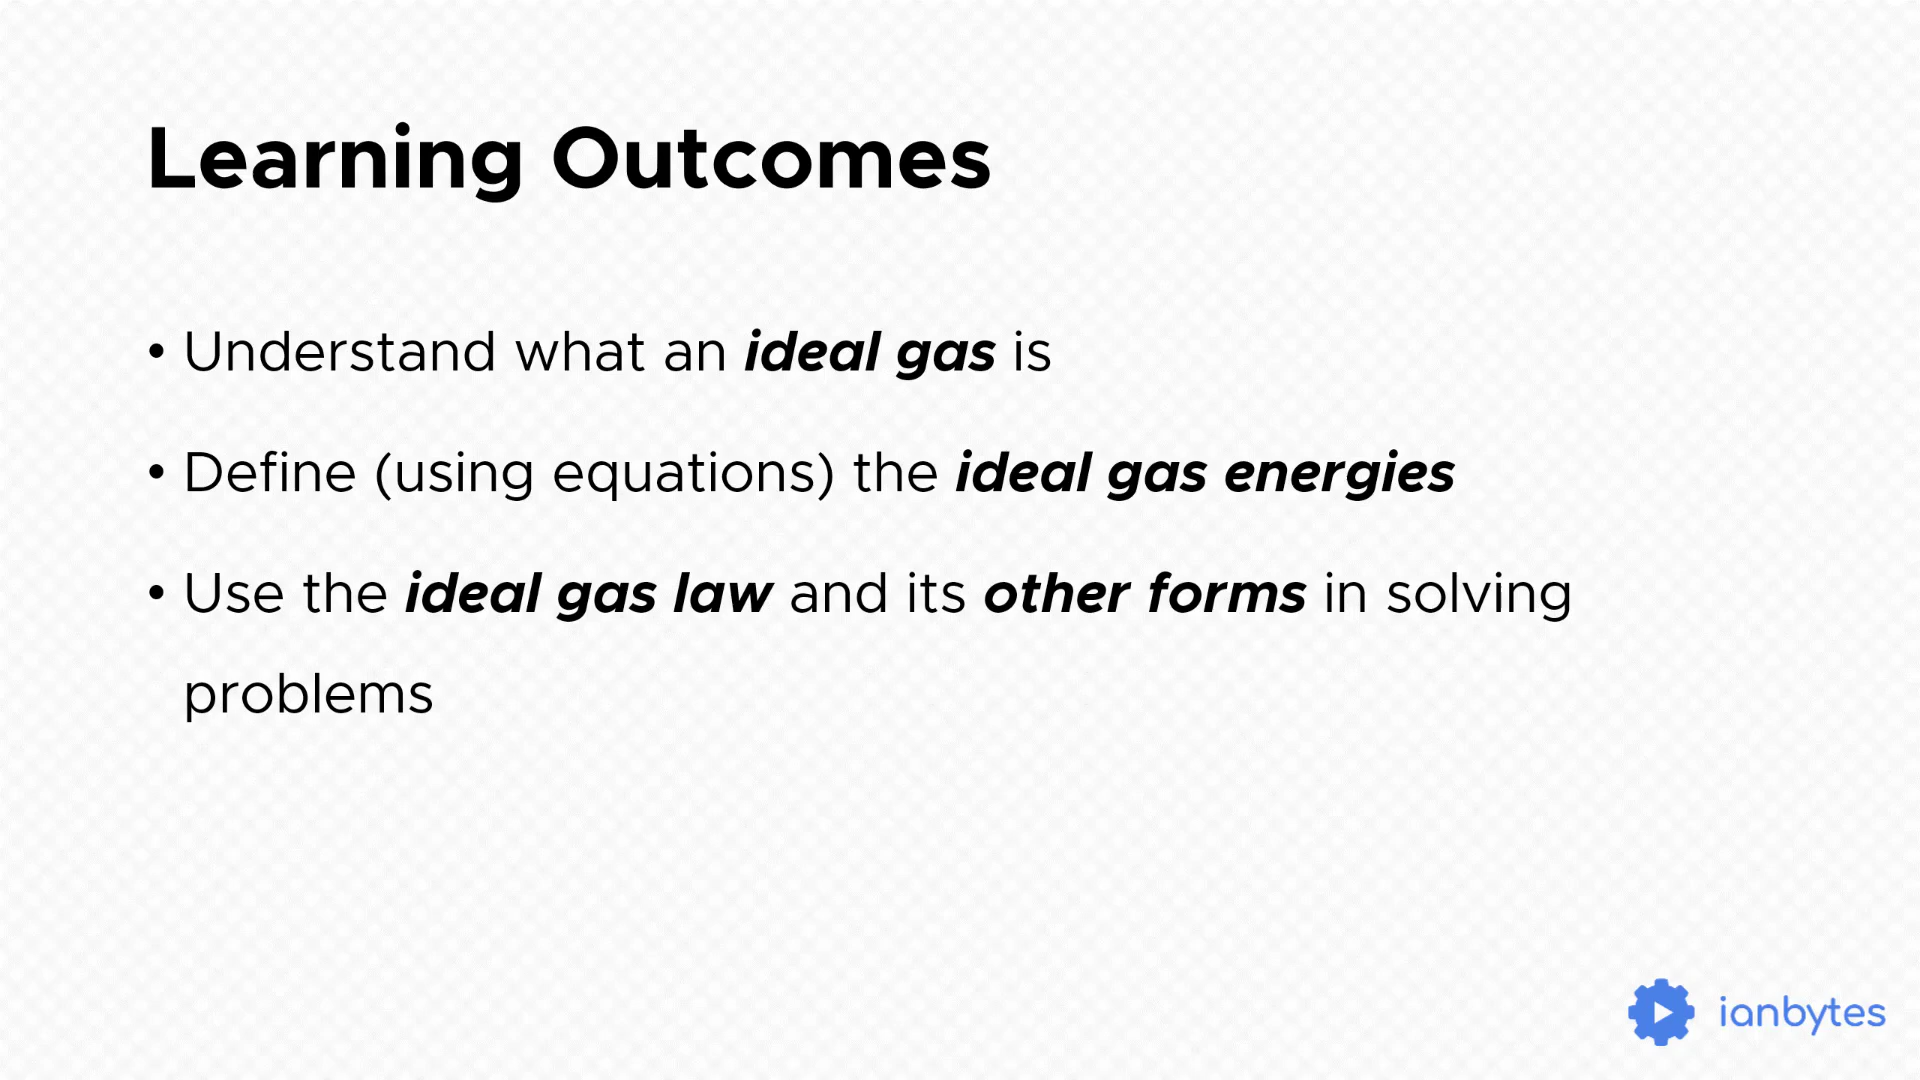 Learning Outcomes
• Understand what an ideal gas is
• Define (using equations) the ideal gas energies
• Use the ideal gas law and its other forms in solving
problems
ianbytes